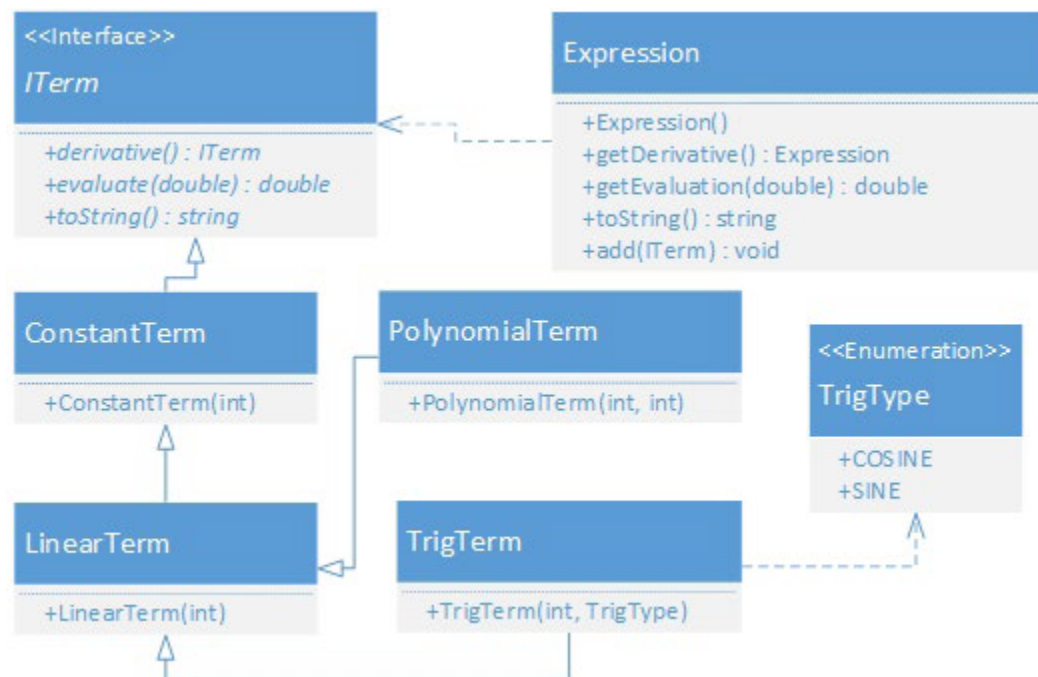 <<Interface>>
ITerm
+derivative() : ITerm
+evaluate(double) : double
+toString() : string
Expression
+Expression()
+getDerivative() : Expression
+getEvaluation(double) : double
+toString() : string
+add(ITerm) : void
ConstantTerm
+ConstantTerm(int)
PolynomialTerm
+PolynomialTerm(int, int)
<<Enumeration>>
TrigType
+COSINE
+SINE
LinearTerm
+LinearTerm(int)
TrigTerm
+TrigTerm(int, TrigType)